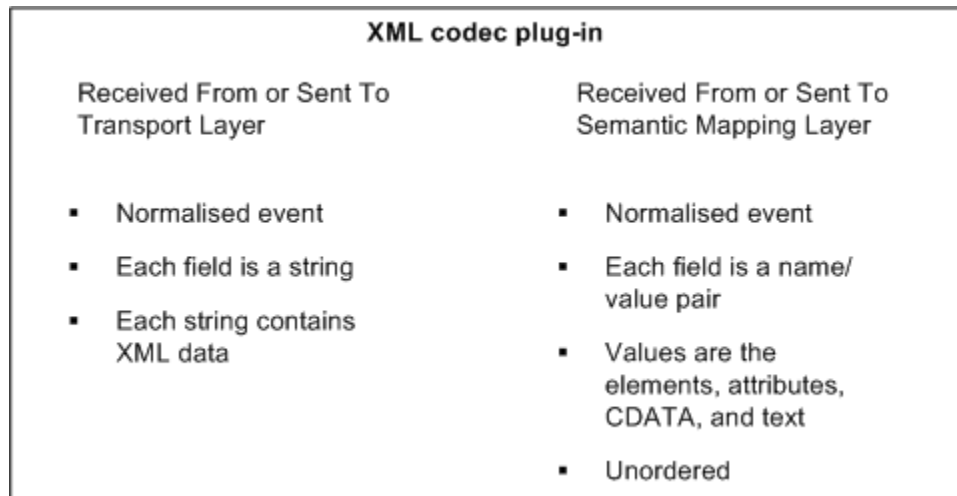 XML codec plug-in
Received From or Sent To
Transport Layer
▪ Normalised event
▪ Each field is a string
▪ Each string contains
XML data
Received From or Sent To
Semantic Mapping Layer
▪ Normalised event
▪ Each field is a name/
value pair
▪ Values are the
elements, attributes,
CDATA, and text
▪ Unordered